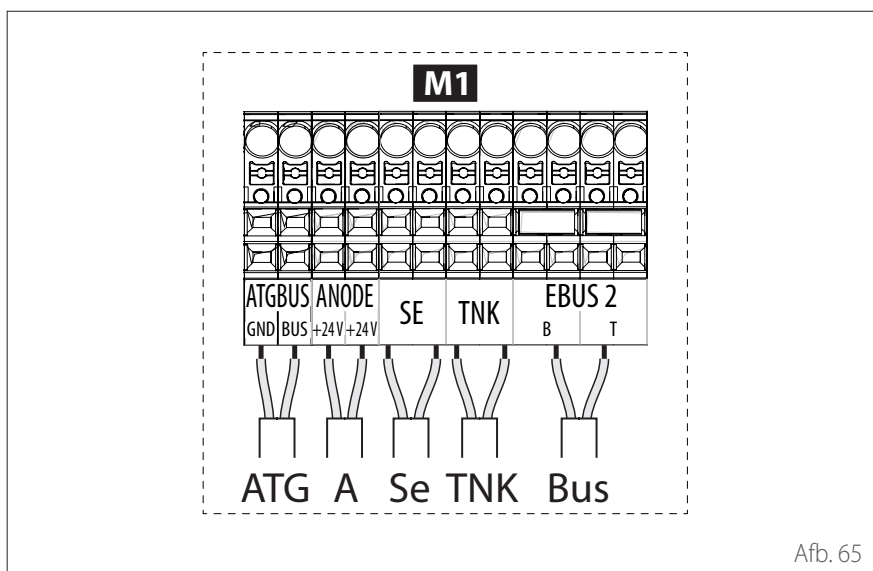 M1
ATGBUS ANODE SE TNK EBUS 2
GND BUS +24V +24V B T
ATG A Se TNK Bus
Afb. 65